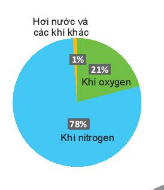 Hơi nước và
các khí khác
1%
21%
Khí oxygen
78%
Khí nitrogen